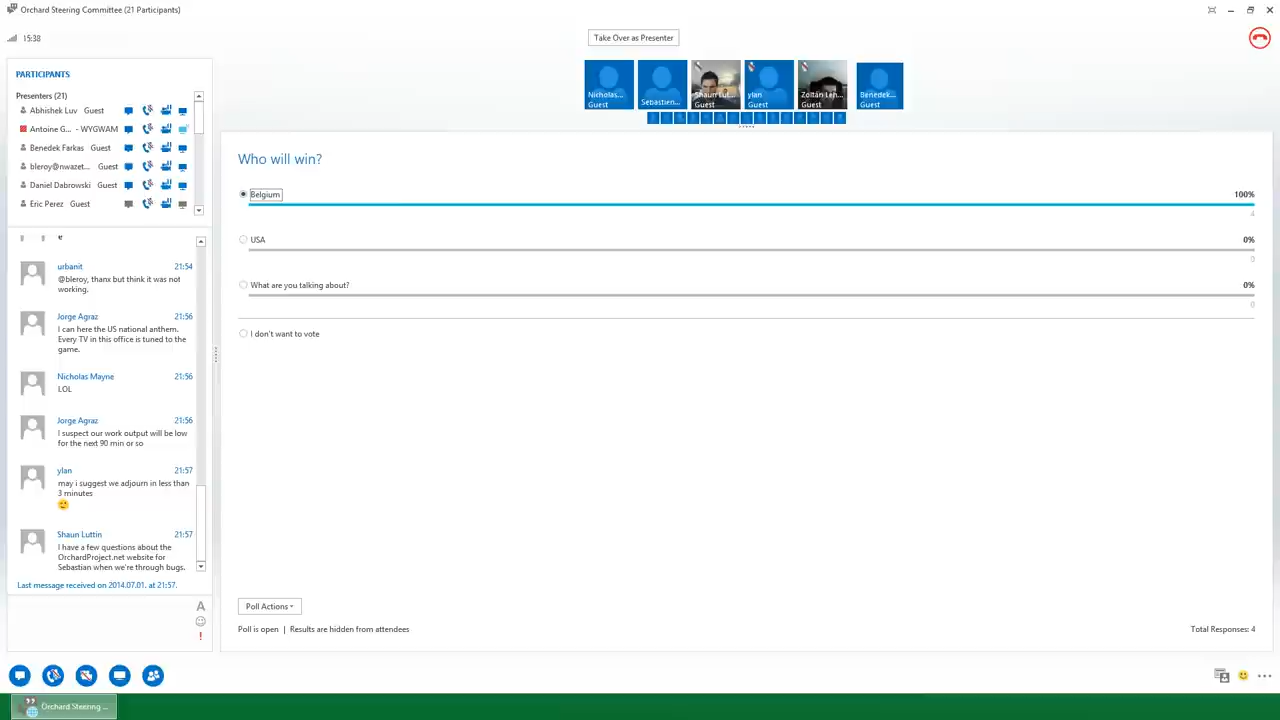 Orchard Steering Committee (21 Participants)
15:38
Take Over as Presenter
PARTICIPANTS
Presenters (21)
Abhishek Luv Guest
Antoine G... - WYGWAM
Benedek Farkas Guest
bleroy@nwazet... Guest
Daniel Dabrowski Guest
Eric Perez Guest
Nicholas... Guest
Sebastien...
Shaun Lut... Guest
ylan Guest
Zoltán Leh... Guest
Benedek... Guest
urbanit 21:54
@bleroy, thanx but think it was not
working.
Jorge Agraz 21:56
I can here the US national anthem.
Every TV in this office is tuned to the
game.
Nicholas Mayne 21:56
LOL
Jorge Agraz 21:56
I suspect our work output will be low
for the next 90 min or so
ylan 21:57
may i suggest we adjourn in less than
3 minutes
Shaun Luttin 21:57
I have a few questions about the
OrchardProject.net website for
Sebastian when we're through bugs.
Last message received on 2014.07.01. at 21:57.
A
!
Who will win?
Belgium 100%
4
USA 0%
0
What are you talking about? 0%
0
I don't want to vote
Poll Actions
Poll is open | Results are hidden from attendees
Total Responses: 4
Orchard Steering ...